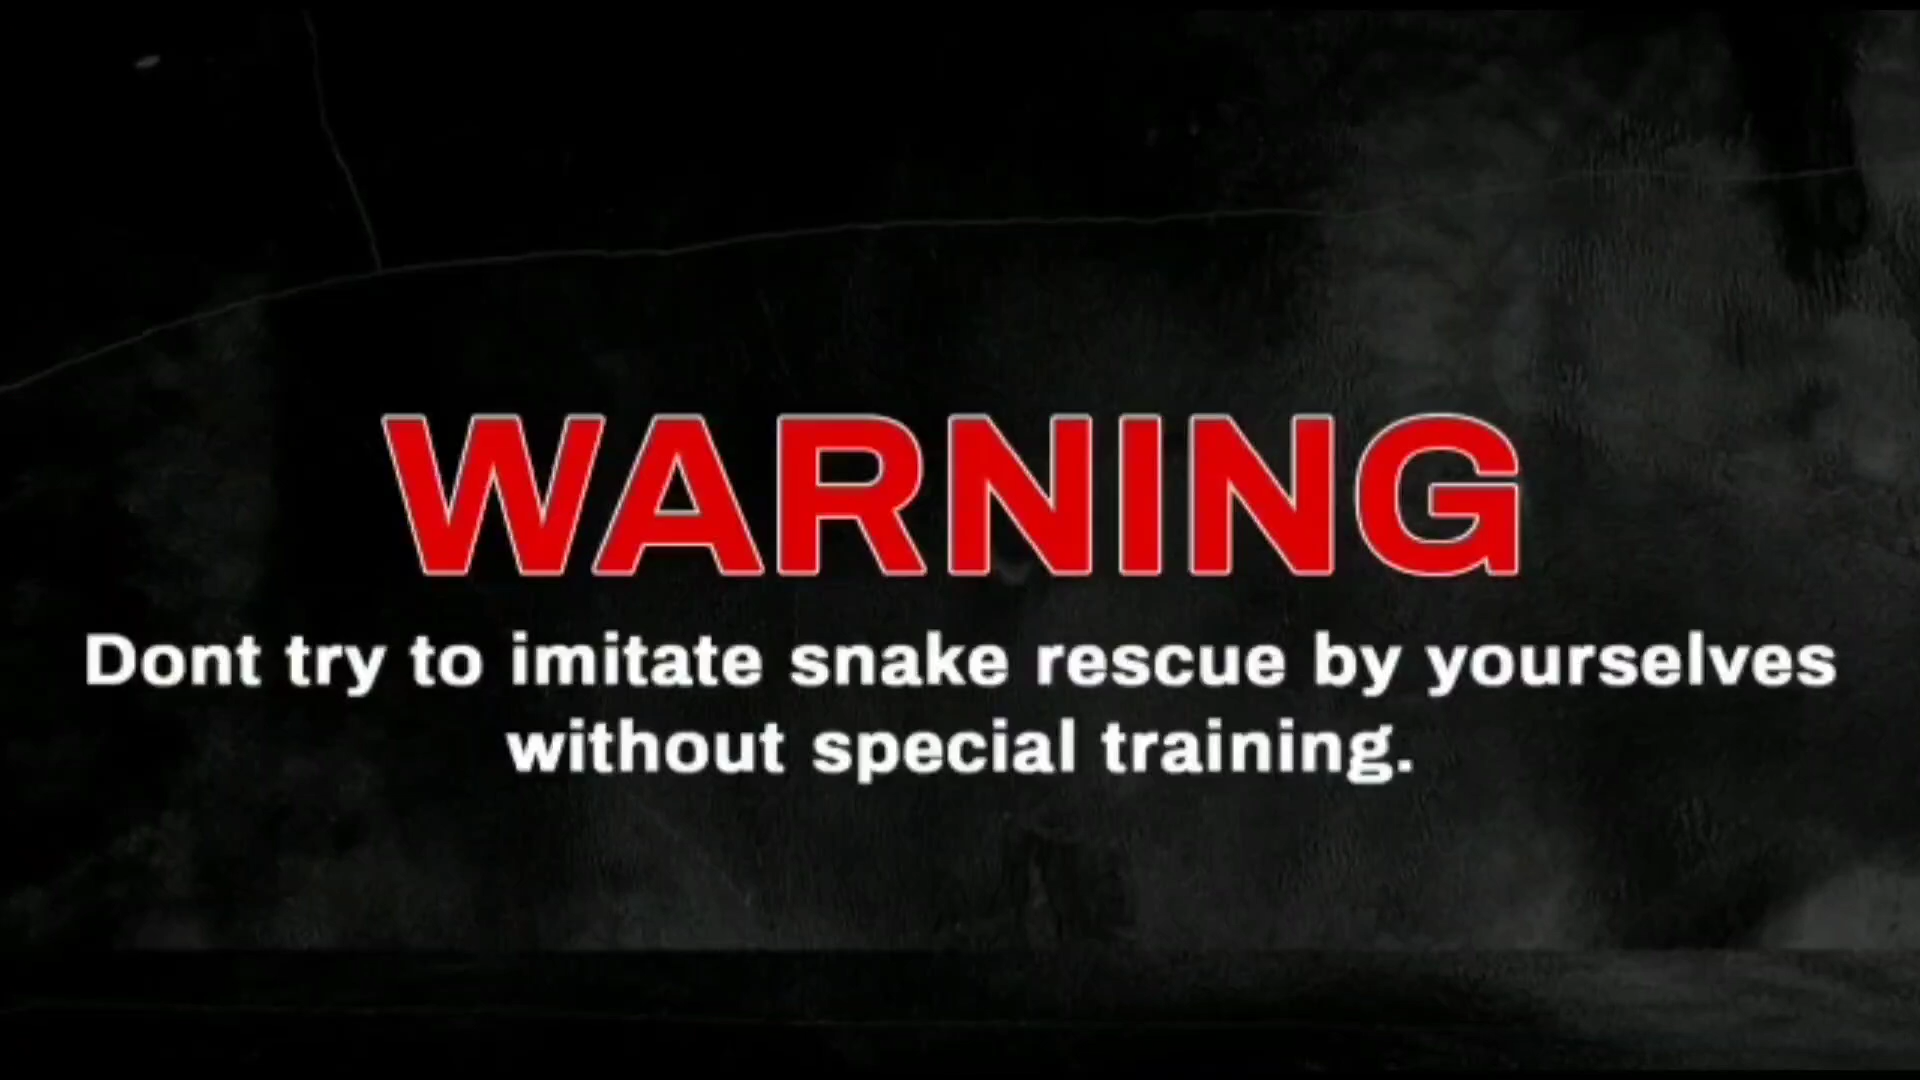 WARNING
Dont try to imitate snake rescue by yourselves
without special training.